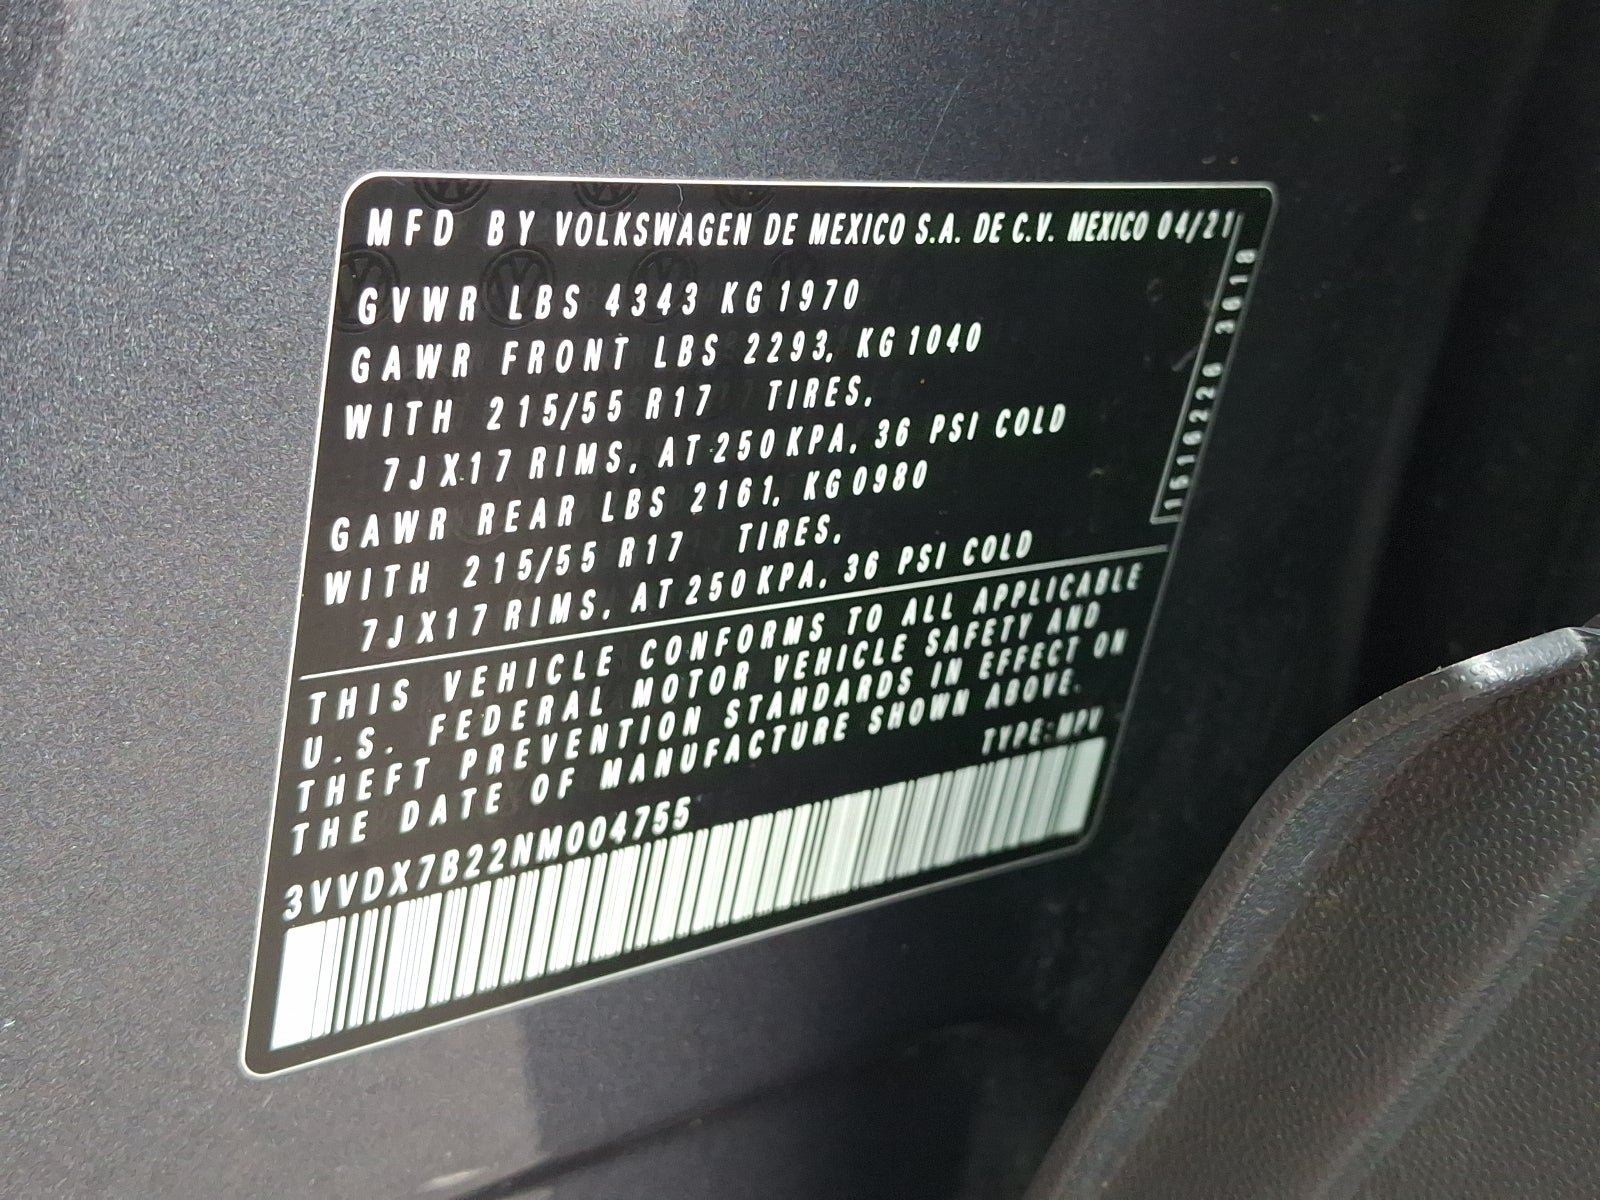 MFD BY VOLKSWAGEN DE MEXICO S.A. DE C.V. MEXICO 04/21
GVWR LBS 4343 KG 1970
GAWR FRONT LBS 2293, KG 1040
WITH 215/55 R17 TIRES,
7J X17 RIMS, AT 250 KPA, 36 PSI COLD
GAWR REAR LBS 2161, KG 0980
WITH 215/55 R17 TIRES,
7J X17 RIMS, AT 250 KPA, 36 PSI COLD
THIS VEHICLE CONFORMS TO ALL APPLICABLE
U.S. FEDERAL MOTOR VEHICLE SAFETY AND
THEFT PREVENTION STANDARDS IN EFFECT ON
THE DATE OF MANUFACTURE SHOWN ABOVE.
TYPE: MPV
3VVDX7B22NM004755